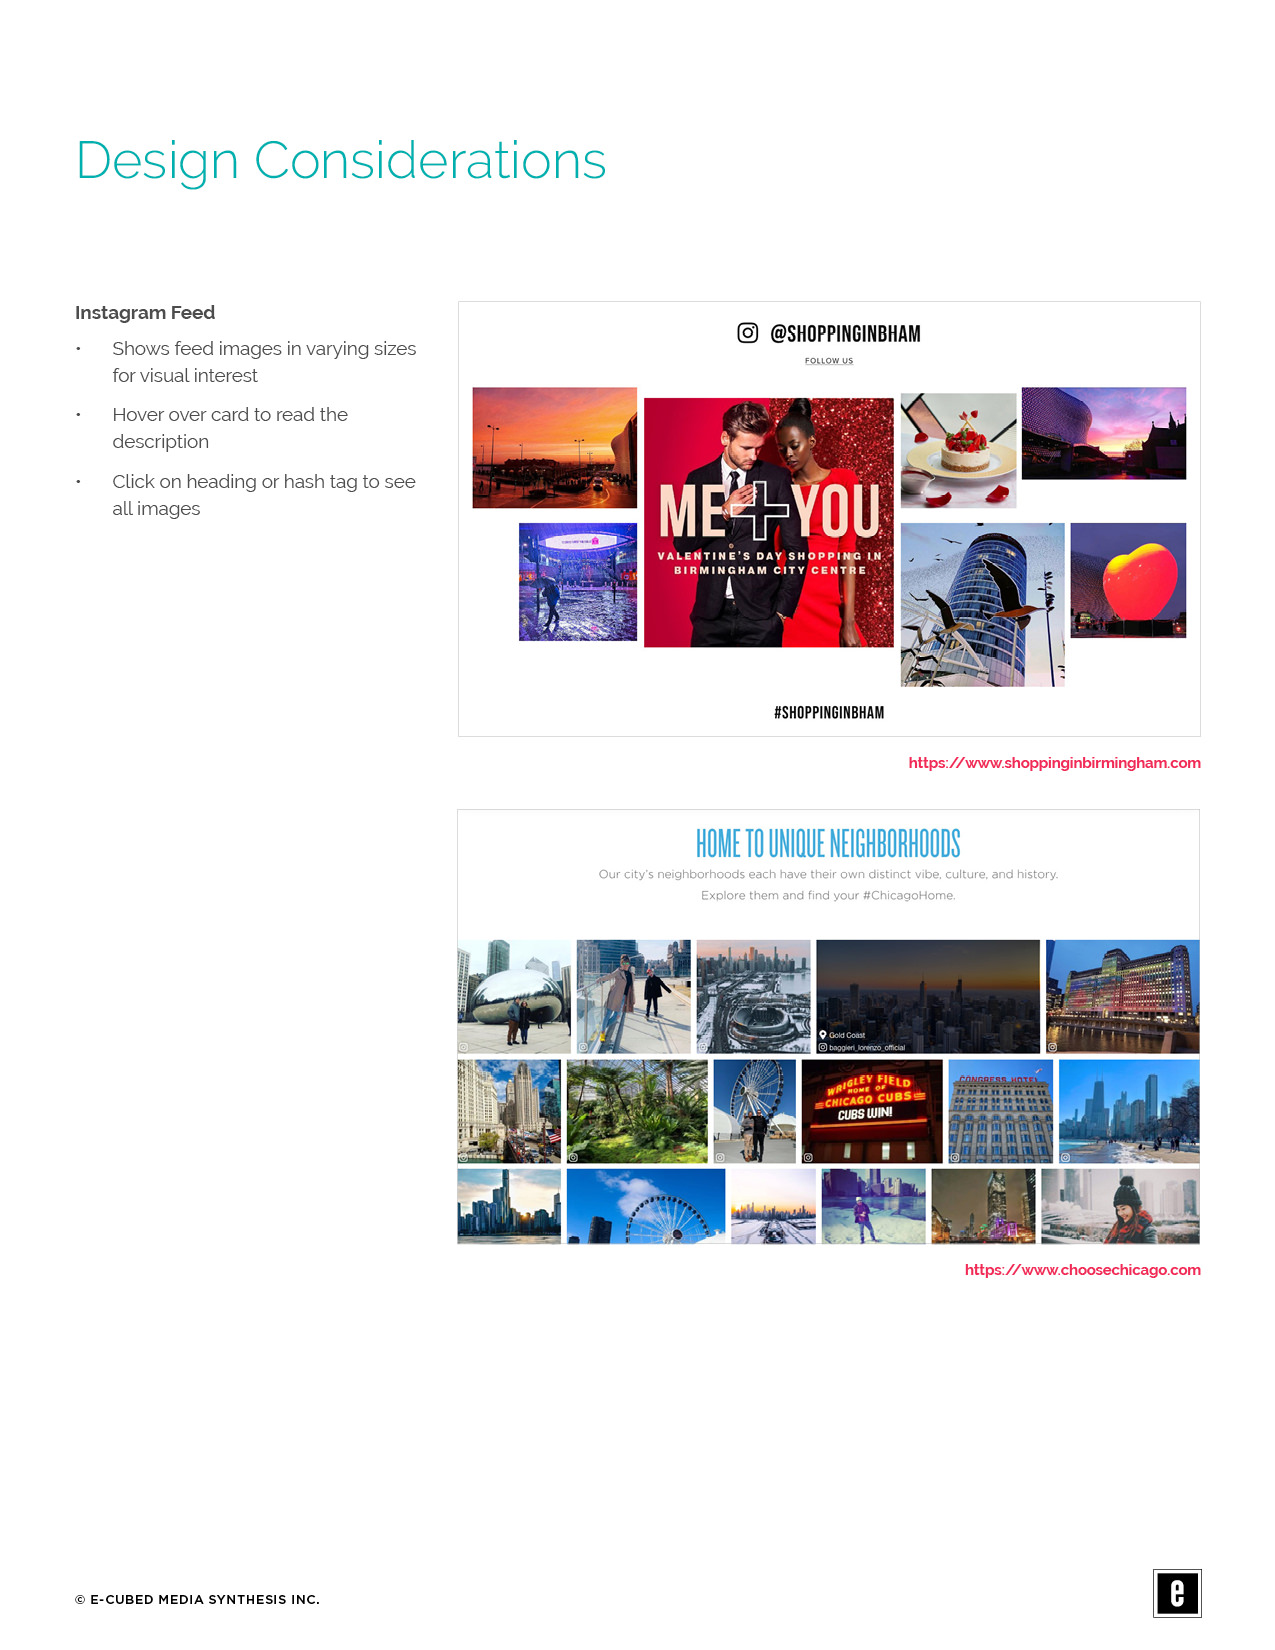 Design Considerations
Instagram Feed
• Shows feed images in varying sizes
for visual interest
• Hover over card to read the
description
• Click on heading or hash tag to see
all images
@SHOPPINGINBHAM
FOLLOW US
ME+YOU
VALENTINE'S DAY SHOPPING IN
BIRMINGHAM CITY CENTRE
#SHOPPINGINBHAM
https://www.shoppinginbirmingham.com
HOME TO UNIQUE NEIGHBORHOODS
Our city's neighborhoods each have their own distinct vibe, culture, and history.
Explore them and find your #ChicagoHome.
Gold Coast
baggieri_lorenzo_official
WRIGLEY FIELD
HOME OF
CHICAGO CUBS
CUBS WIN!
CONGRESS HOTEL
https://www.choosechicago.com
© E-CUBED MEDIA SYNTHESIS INC.
e